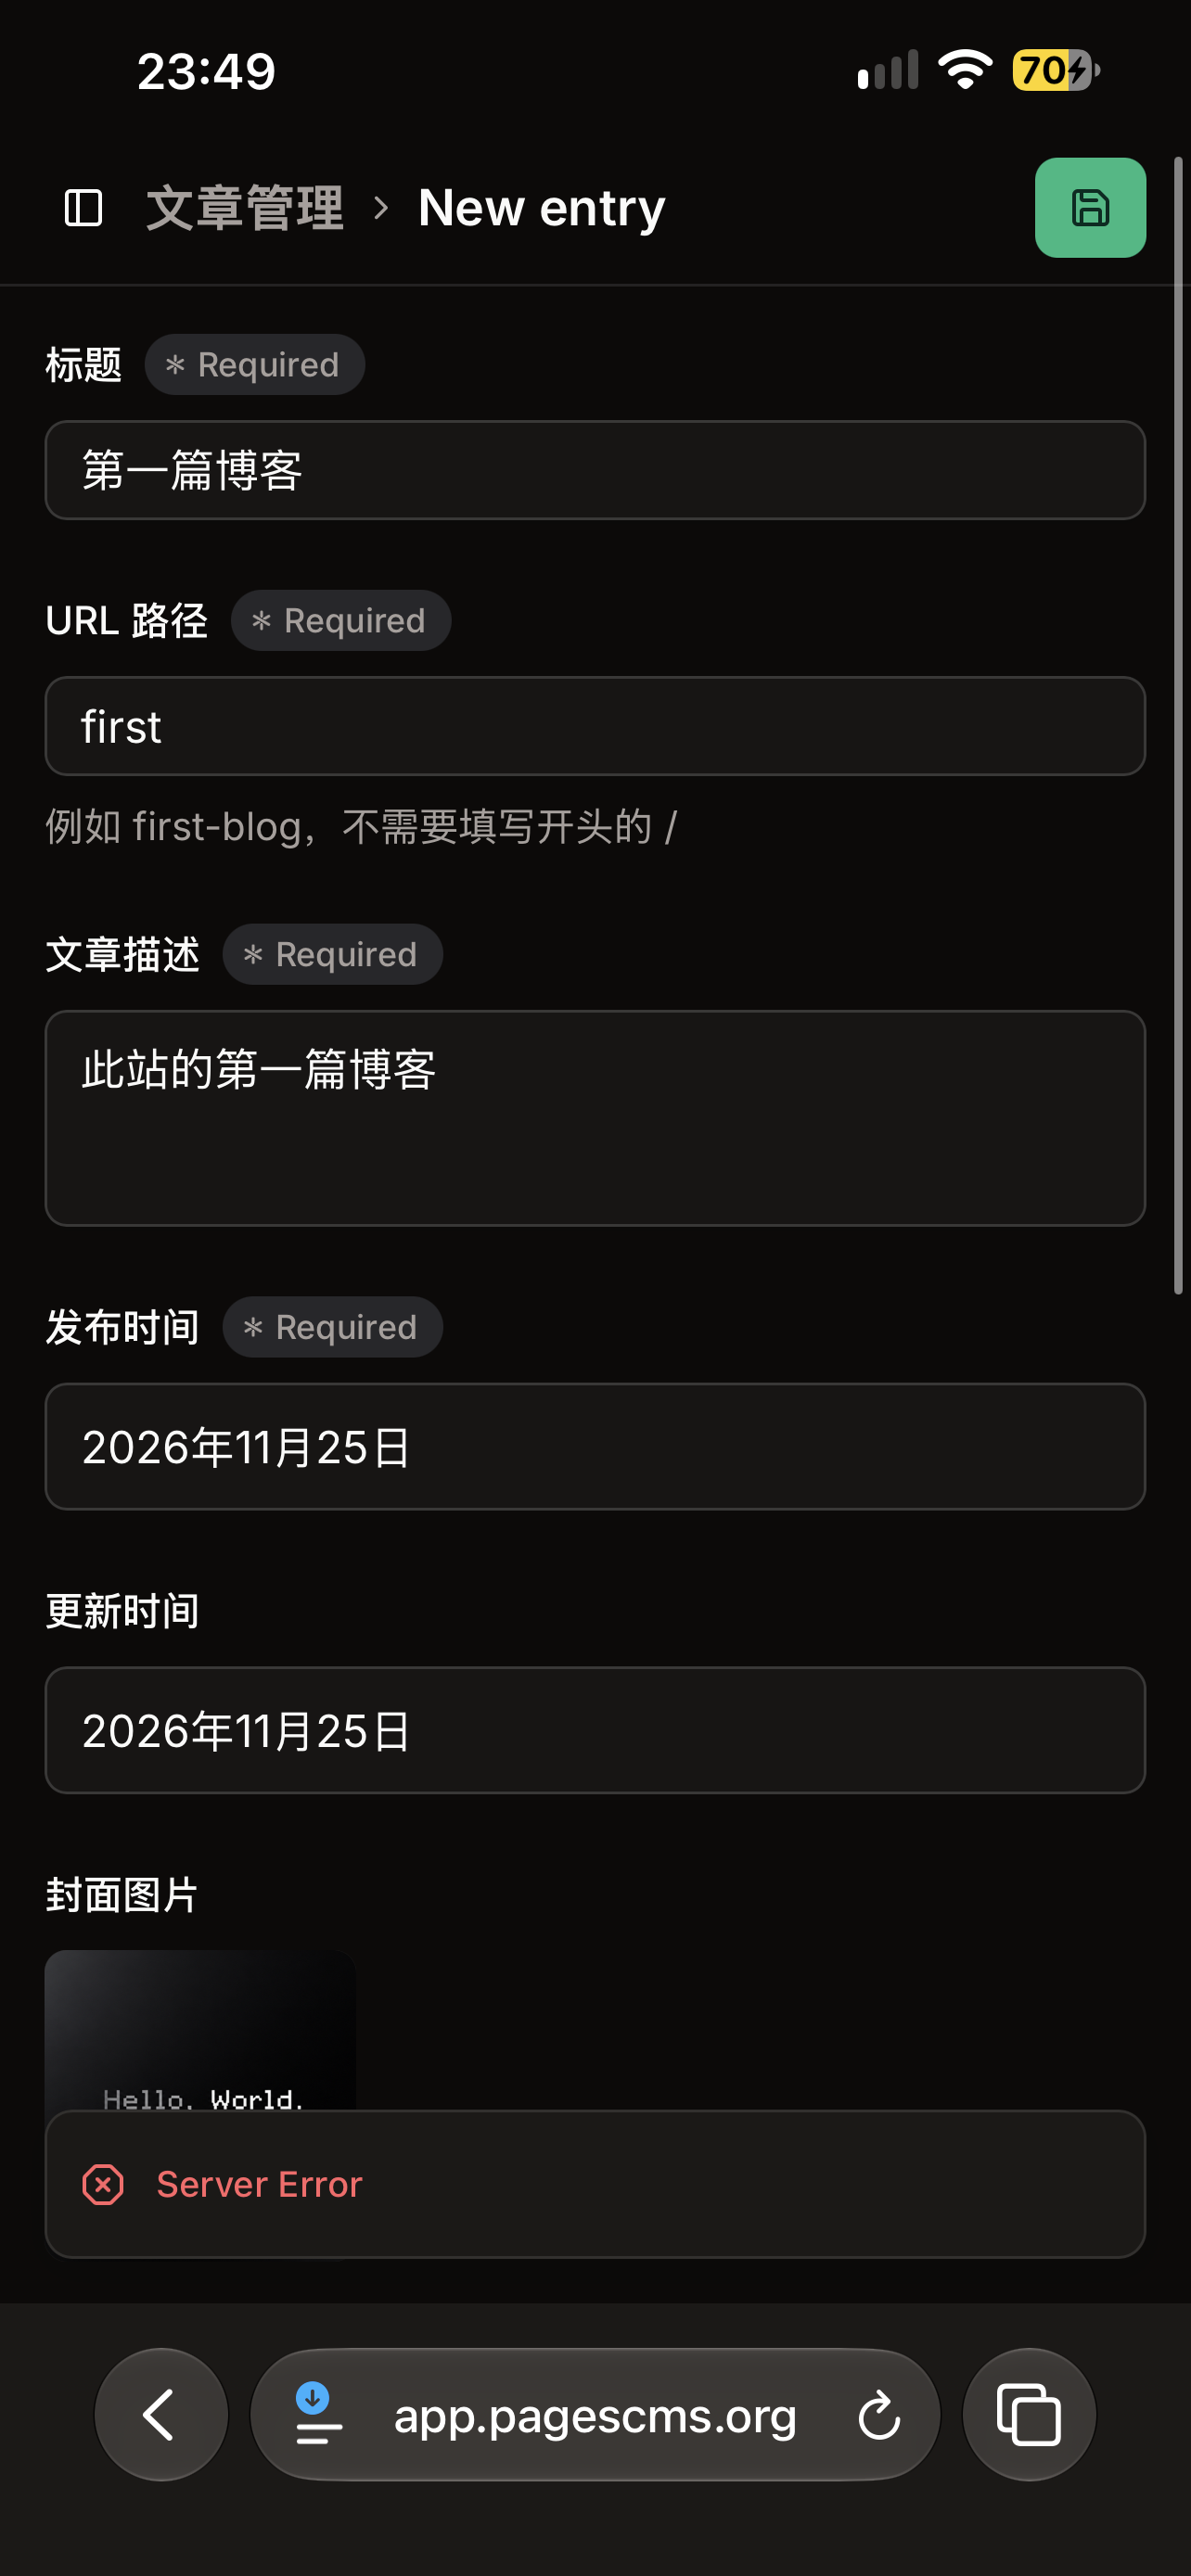 23:49
70
文章管理 > New entry
标题 * Required
第一篇博客
URL 路径 * Required
first
例如 first-blog，不需要填写开头的 /
文章描述 * Required
此站的第一篇博客
发布时间 * Required
2026年11月25日
更新时间
2026年11月25日
封面图片
Hello, World.
Server Error
app.pagescms.org